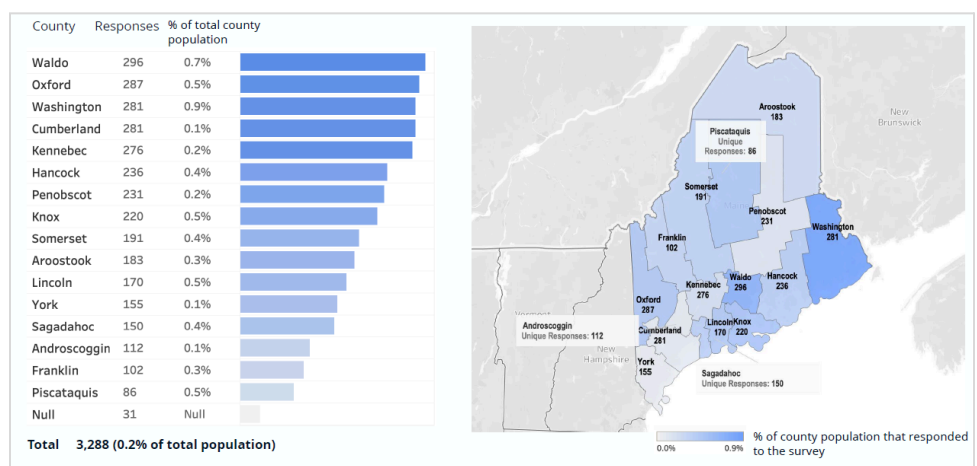 County Responses % of total county
population
Waldo 296 0.7%
Oxford 287 0.5%
Washington 281 0.9%
Cumberland 281 0.1%
Kennebec 276 0.2%
Hancock 236 0.4%
Penobscot 231 0.2%
Knox 220 0.5%
Somerset 191 0.4%
Aroostook 183 0.3%
Lincoln 170 0.5%
York 155 0.1%
Sagadahoc 150 0.4%
Androscoggin 112 0.1%
Franklin 102 0.3%
Piscataquis 86 0.5%
Null 31 Null
Total 3,288 (0.2% of total population)
Aroostook
183
New
Brunswick
Piscataquis
Unique
Responses: 86
Somerset
191
Penobscot
231
Washington
281
Franklin
102
Kennebec
276
Waldo
296
Hancock
236
Oxford
287
Vermont
Androscoggin
Unique Responses: 112
Cumberland
281
Lincoln
170
Knox
220
New
Hampshire
York
155
Sagadahoc
Unique Responses: 150
0.0% 0.9%
% of county population that responded
to the survey